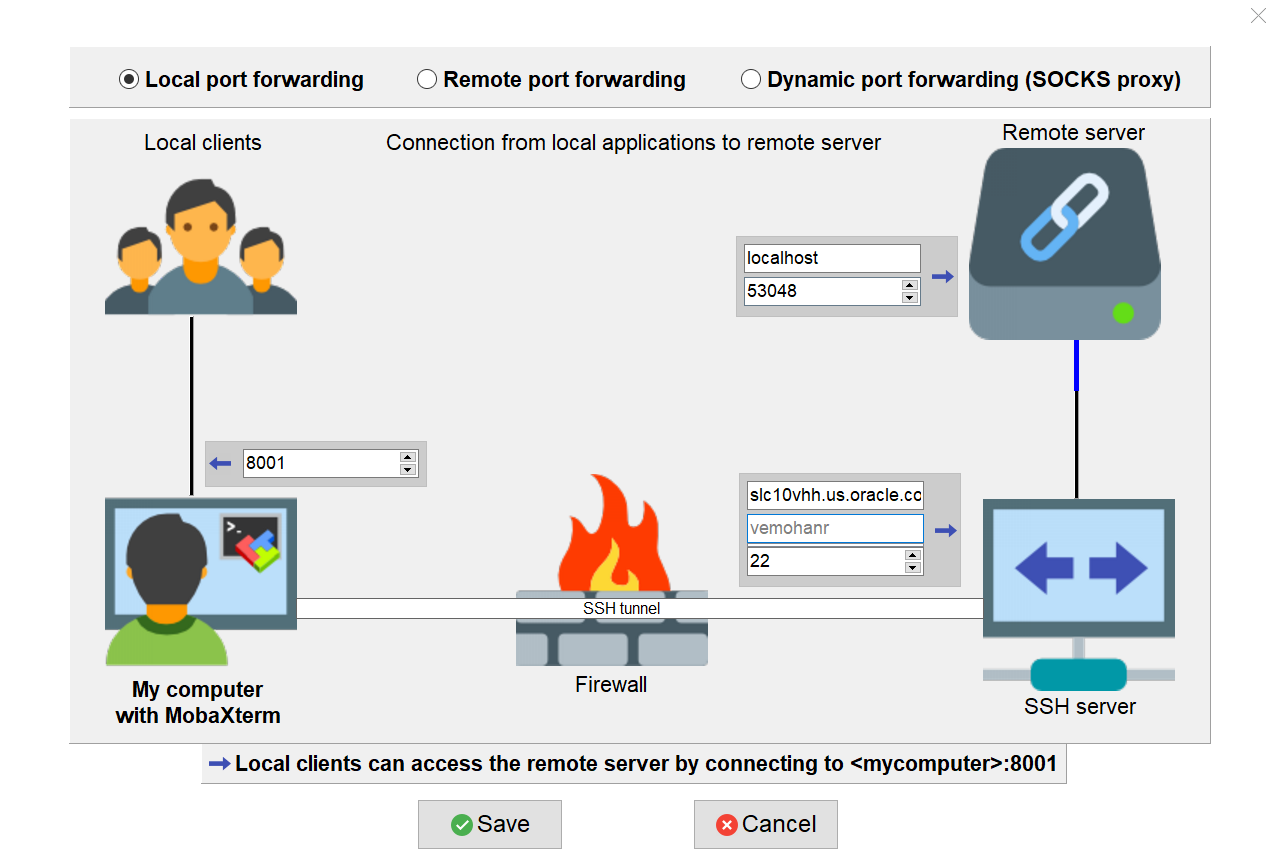 Local port forwarding
Remote port forwarding
Dynamic port forwarding (SOCKS proxy)
Local clients
Connection from local applications to remote server
Remote server
localhost
53048
8001
>_
slc10vhh.us.oracle.co
vemohanr
22
SSH tunnel
Firewall
My computer
with MobaXterm
SSH server
Local clients can access the remote server by connecting to <mycomputer>:8001
Save
Cancel